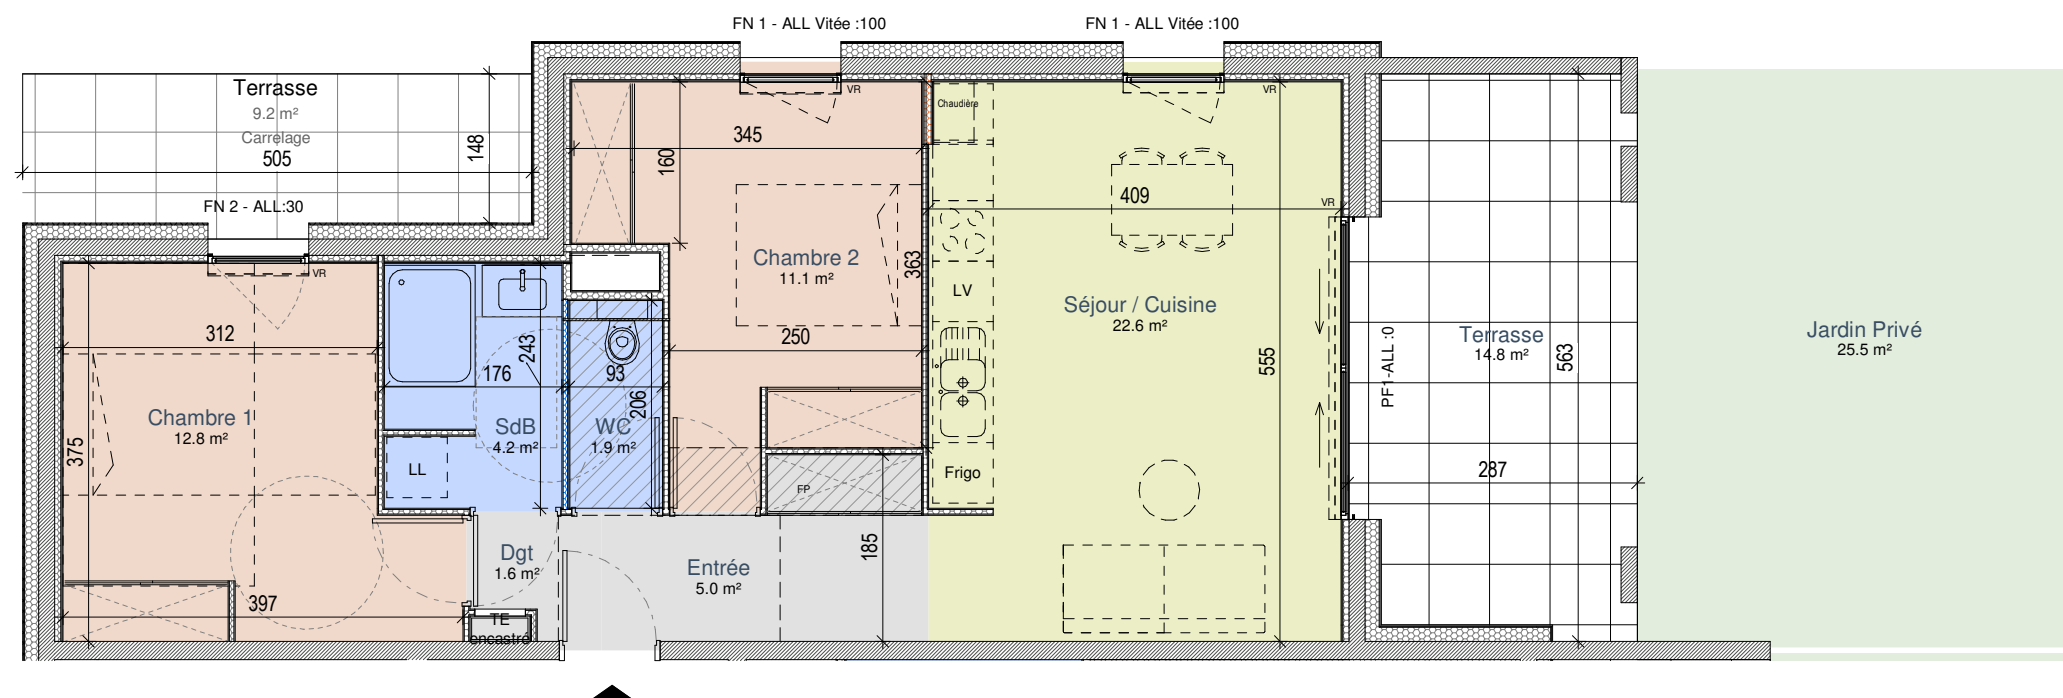 FN 1 - ALL Vitée :100
FN 1 - ALL Vitée :100
Terrasse
9.2 m²
Carrelage
505
148
FN 2 - ALL:30
VR
VR
VR
VR
345
160
Chaudière
409
Chambre 2
11.1 m²
363
LV
Séjour / Cuisine
22.6 m²
250
312
243
176
93
206
555
PF1-ALL :0
Terrasse
14.8 m²
563
Jardin Privé
25.5 m²
Chambre 1
12.8 m²
375
SdB
4.2 m²
WC
1.9 m²
LL
FP
Frigo
287
Dgt
1.6 m²
Entrée
5.0 m²
185
397
TE
encastré